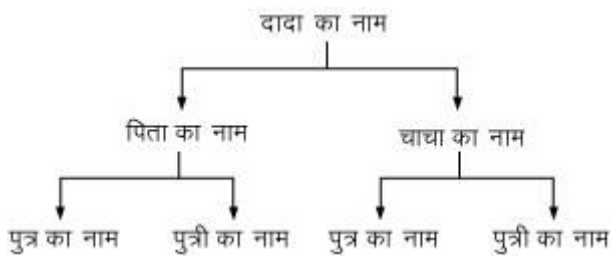 दादा का नाम
पिता का नाम चाचा का नाम
पुत्र का नाम पुत्री का नाम पुत्र का नाम पुत्री का नाम